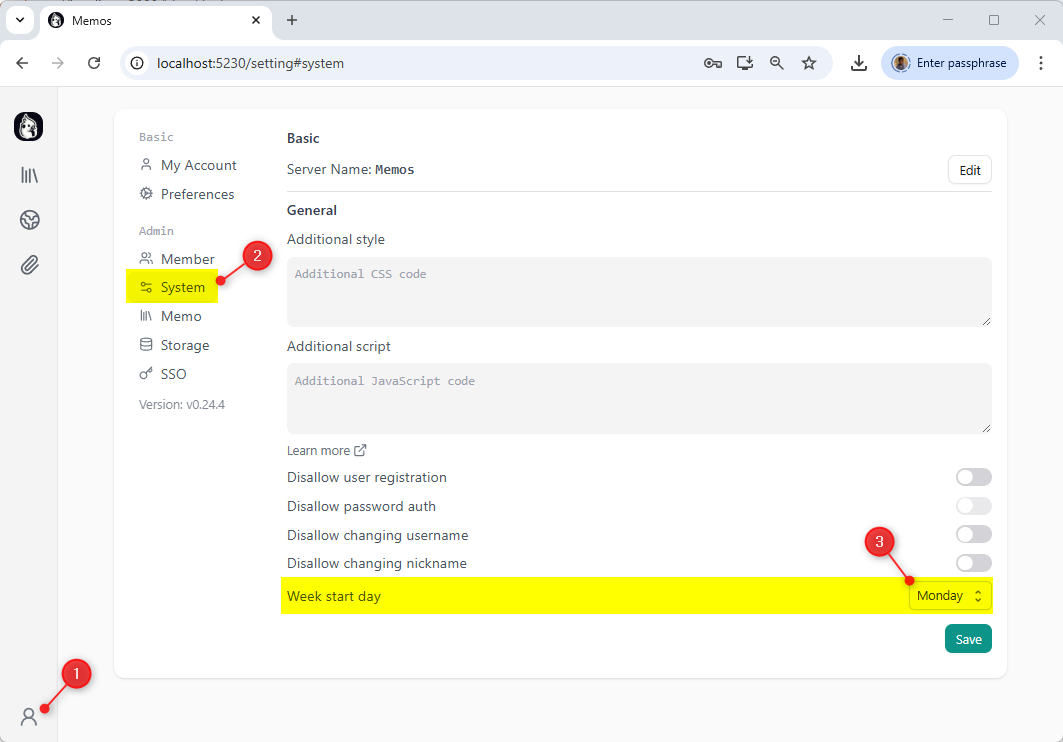 Memos
localhost:5230/setting#system
Enter passphrase
Basic
My Account
Preferences
Admin
Member
2
System
Memo
Storage
SSO
Version: v0.24.4
Basic
Server Name: Memos
Edit
General
Additional style
Additional CSS code
Additional script
Additional JavaScript code
Learn more
Disallow user registration
Disallow password auth
Disallow changing username
Disallow changing nickname
3
Week start day
Monday
Save
1